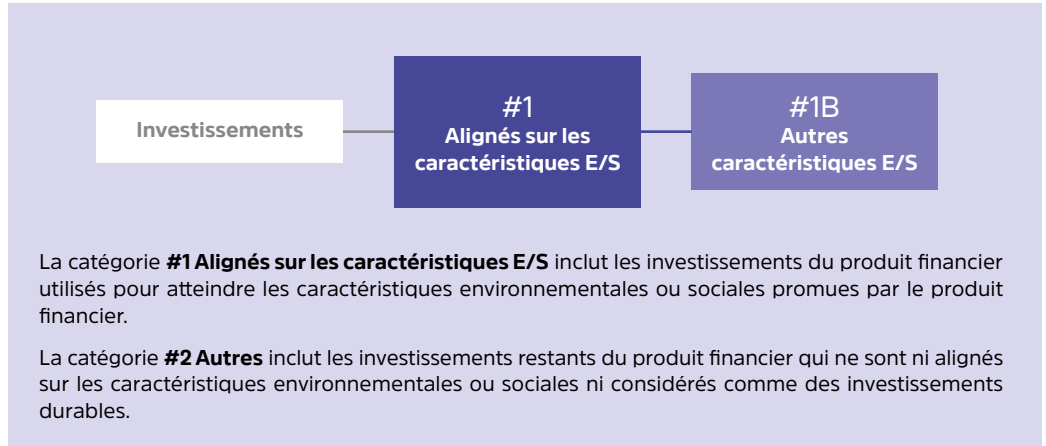 Investissements
#1
Alignés sur les
caractéristiques E/S
#1B
Autres
caractéristiques E/S
La catégorie #1 Alignés sur les caractéristiques E/S inclut les investissements du produit financier
utilisés pour atteindre les caractéristiques environnementales ou sociales promues par le produit
financier.
La catégorie #2 Autres inclut les investissements restants du produit financier qui ne sont ni alignés
sur les caractéristiques environnementales ou sociales ni considérés comme des investissements
durables.